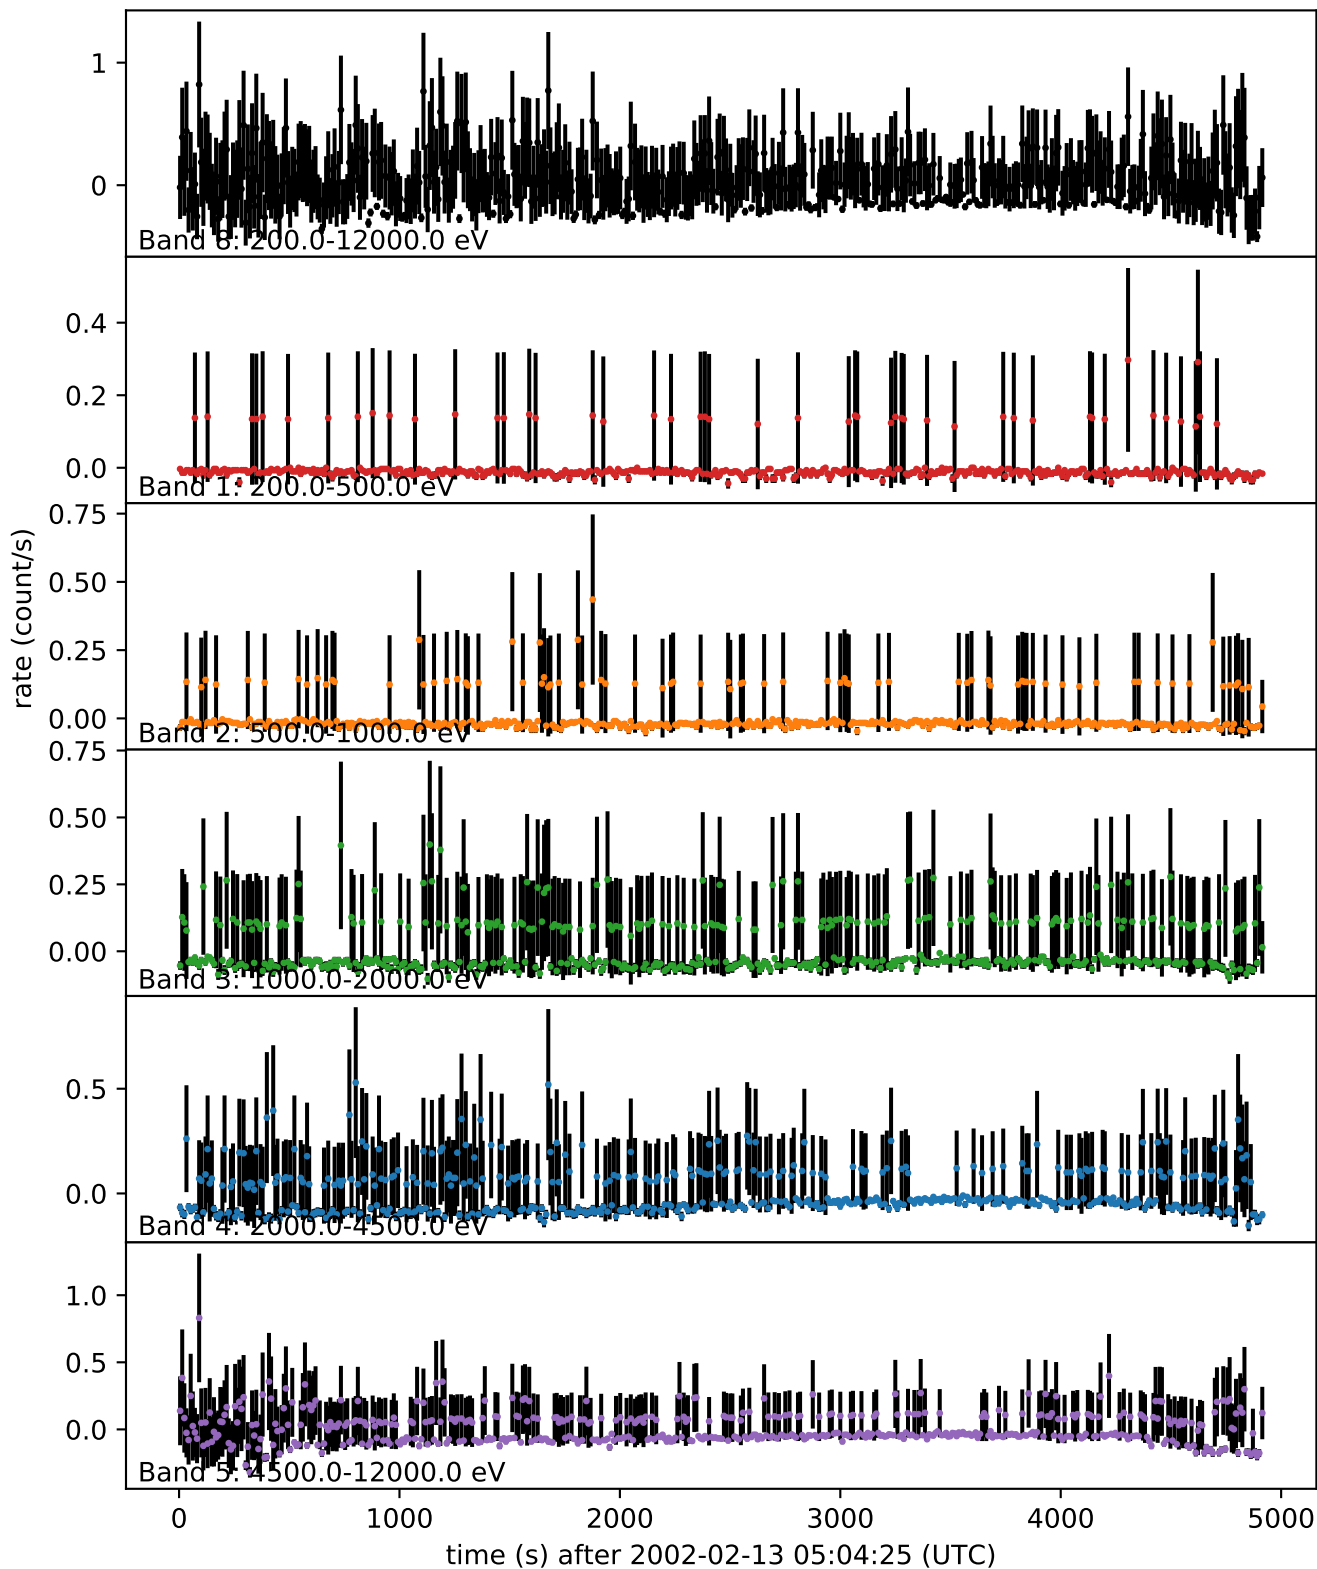 1
0
Band 8: 200.0-12000.0 eV
0.4
0.2
0.0
Band 1: 200.0-500.0 eV
0.75
0.50
0.25
0.00
Band 2: 500.0-1000.0 eV
rate (count/s)
0.75
0.50
0.25
0.00
Band 3: 1000.0-2000.0 eV
0.5
0.0
Band 4: 2000.0-4500.0 eV
1.0
0.5
0.0
Band 5: 4500.0-12000.0 eV
0 1000 2000 3000 4000 5000
time (s) after 2002-02-13 05:04:25 (UTC)